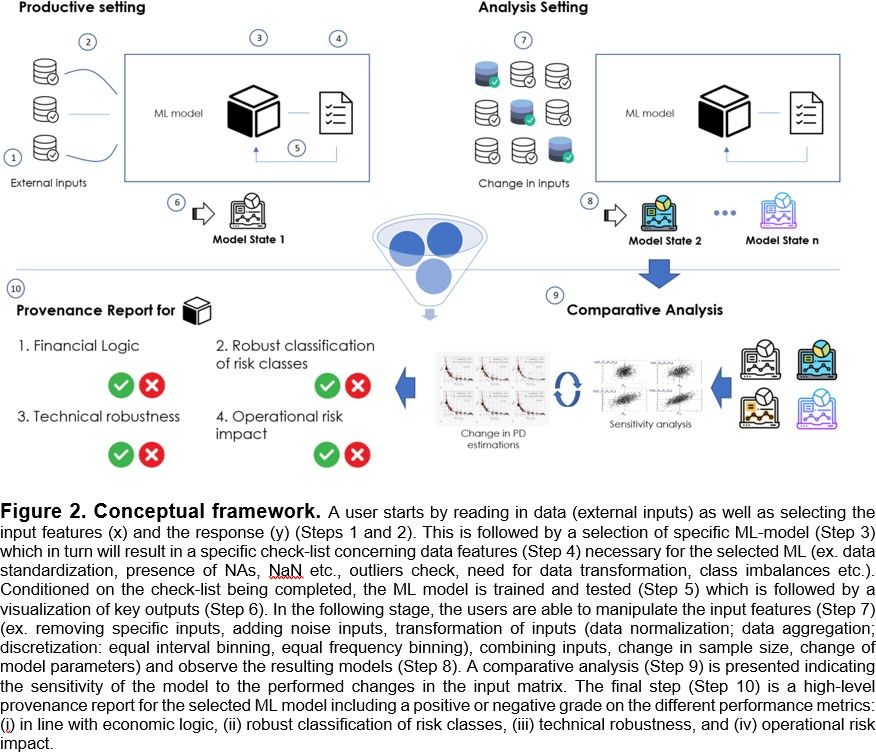 Productive setting
Analysis Setting
2
3
4
7
ML model
ML model
5
1
External inputs
Change in inputs
6
8
Model State 1
Model State 2
Model State n
10
9
Provenance Report for
Comparative Analysis
1. Financial Logic
2. Robust classification
of risk classes
3. Technical robustness
4. Operational risk
impact
Change in PD
estimations
Sensitivity analysis
Figure 2. Conceptual framework. A user starts by reading in data (external inputs) as well as selecting the
input features (x) and the response (y) (Steps 1 and 2). This is followed by a selection of specific ML-model (Step 3)
which in turn will result in a specific check-list concerning data features (Step 4) necessary for the selected ML (ex. data
standardization, presence of NAs, NaN etc., outliers check, need for data transformation, class imbalances etc.).
Conditioned on the check-list being completed, the ML model is trained and tested (Step 5) which is followed by a
visualization of key outputs (Step 6). In the following stage, the users are able to manipulate the input features (Step 7)
(ex. removing specific inputs, adding noise inputs, transformation of inputs (data normalization; data aggregation;
discretization: equal interval binning, equal frequency binning), combining inputs, change in sample size, change of
model parameters) and observe the resulting models (Step 8). A comparative analysis (Step 9) is presented indicating
the sensitivity of the model to the performed changes in the input matrix. The final step (Step 10) is a high-level
provenance report for the selected ML model including a positive or negative grade on the different performance metrics:
(i) in line with economic logic, (ii) robust classification of risk classes, (iii) technical robustness, and (iv) operational risk
impact.